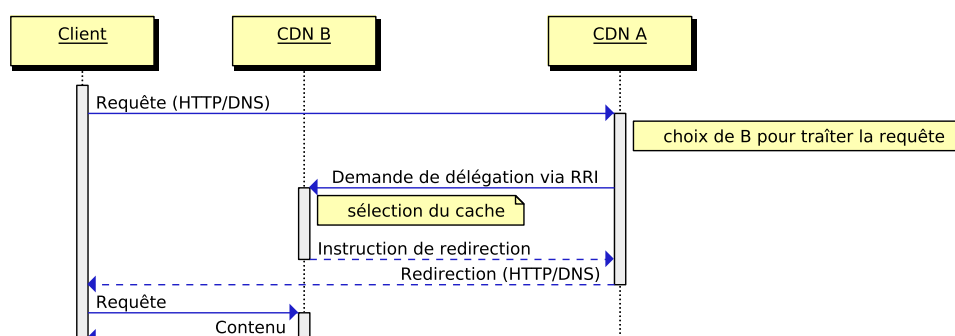 Client
CDN B
CDN A
Requête (HTTP/DNS)
choix de B pour traîter la requête
Demande de délégation via RRI
sélection du cache
Instruction de redirection
Redirection (HTTP/DNS)
Requête
Contenu